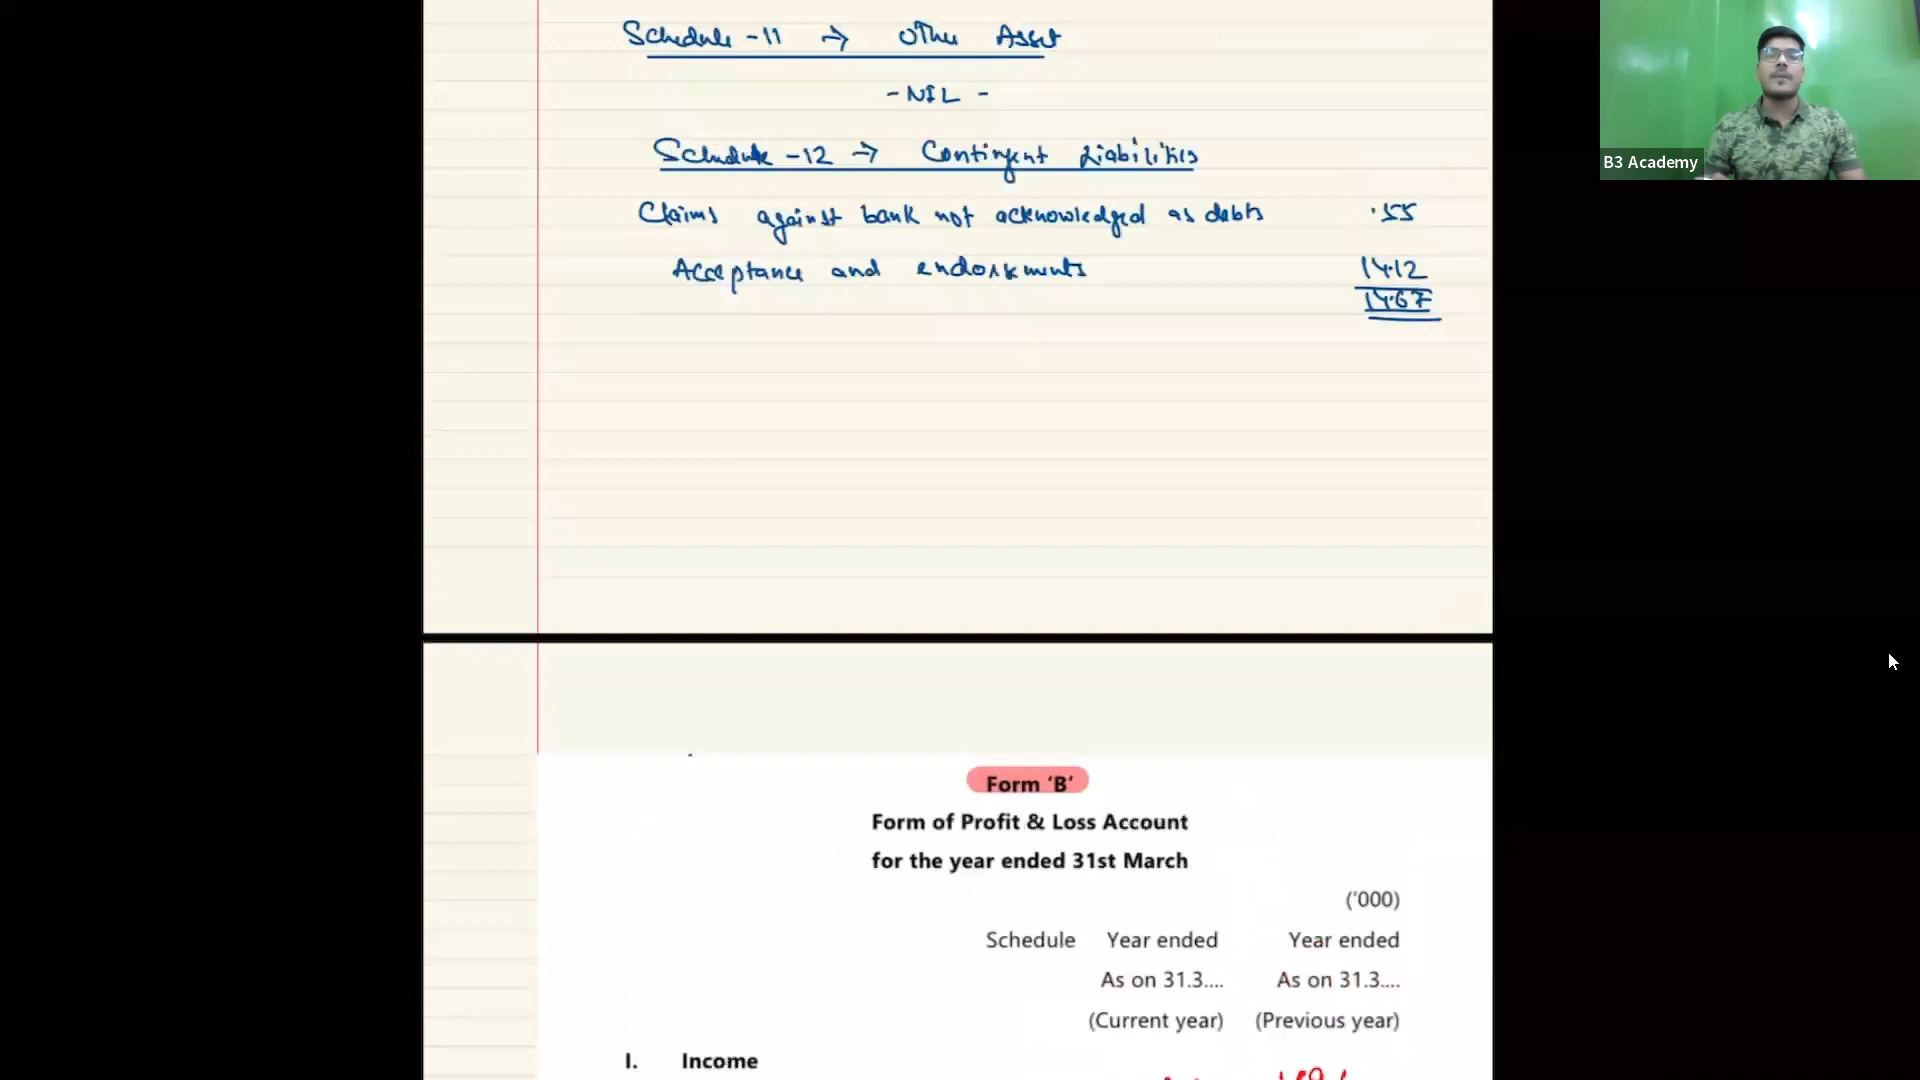 Schedule -11 → Other Asset
- NIL -
Schedule -12 → Contingent Liabilities
Claims against bank not acknowledged as debts .55
Acceptance and endorsements 14.12
14.67
B3 Academy
Form ‘B’
Form of Profit & Loss Account
for the year ended 31st March
(‘000)
Schedule Year ended Year ended
As on 31.3.... As on 31.3....
(Current year) (Previous year)
I. Income